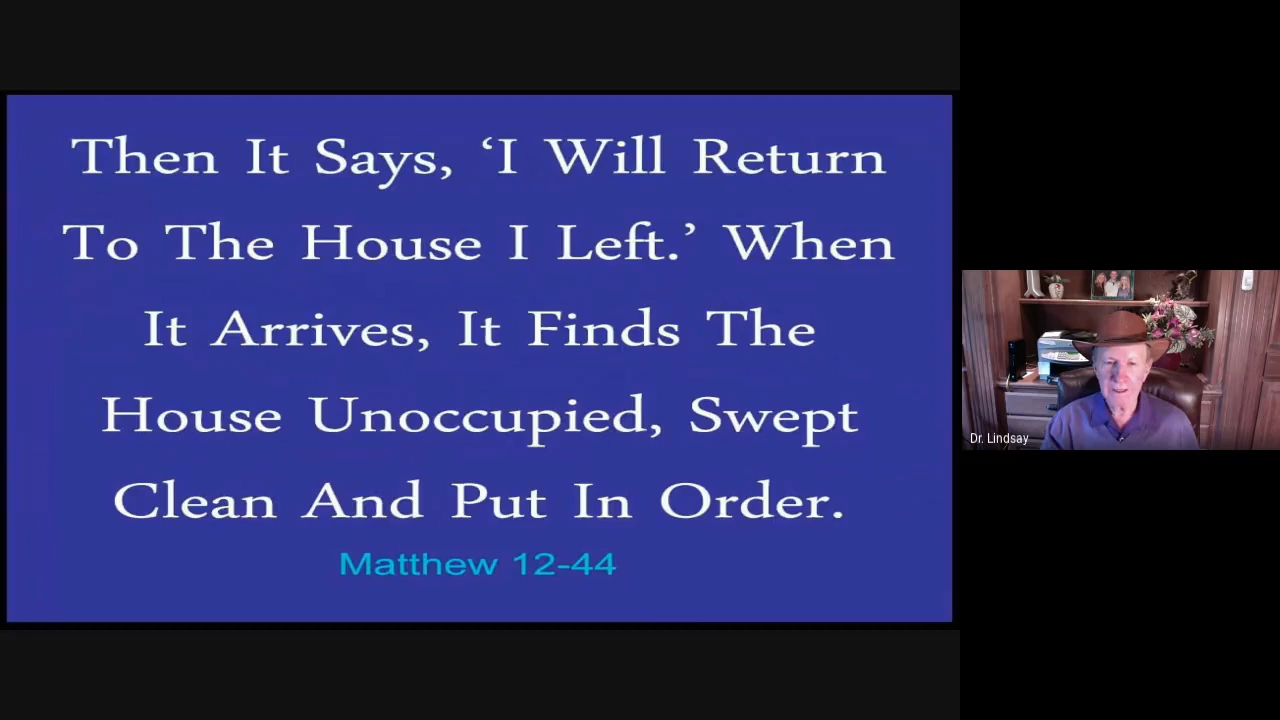 Then It Says, ‘I Will Return
To The House I Left.’ When
It Arrives, It Finds The
House Unoccupied, Swept
Clean And Put In Order.
Matthew 12-44
Dr. Lindsay